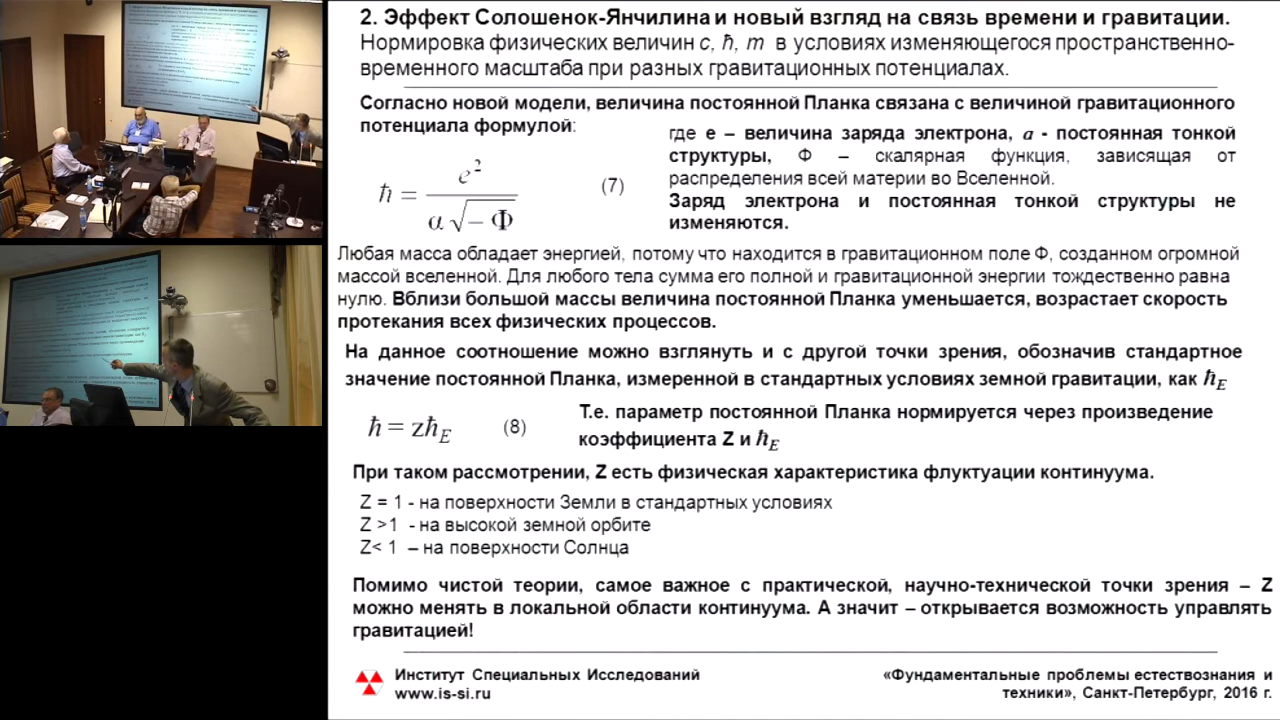 2. Эффект Солошенок-Янчилина и новый взгляд на связь времени и гравитации.
Нормировка физических величин c, ħ, m в условиях изменяющегося пространственно-
временного масштаба при разных гравитационных потенциалах.
Согласно новой модели, величина постоянной Планка связана с величиной гравитационного
потенциала формулой:
ħ = e² / α√−Ф (7)
где e – величина заряда электрона, α - постоянная тонкой
структуры, Ф – скалярная функция, зависящая от
распределения всей материи во Вселенной.
Заряд электрона и постоянная тонкой структуры не
изменяются.
Любая масса обладает энергией, потому что находится в гравитационном поле Ф, созданном огромной
массой вселенной. Для любого тела сумма его полной и гравитационной энергии тождественно равна
нулю. Вблизи большой массы величина постоянной Планка уменьшается, возрастает скорость
протекания всех физических процессов.
На данное соотношение можно взглянуть и с другой точки зрения, обозначив стандартное
значение постоянной Планка, измеренной в стандартных условиях земной гравитации, как ħE
ħ = zħE (8)
Т.е. параметр постоянной Планка нормируется через произведение
коэффициента Z и ħE
При таком рассмотрении, Z есть физическая характеристика флуктуации континуума.
Z = 1 - на поверхности Земли в стандартных условиях
Z >1 - на высокой земной орбите
Z< 1 – на поверхности Солнца
Помимо чистой теории, самое важное с практической, научно-технической точки зрения – Z
можно менять в локальной области континуума. А значит – открывается возможность управлять
гравитацией!
Институт Специальных Исследований
www.is-si.ru
«Фундаментальные проблемы естествознания и
техники», Санкт-Петербург, 2016 г.